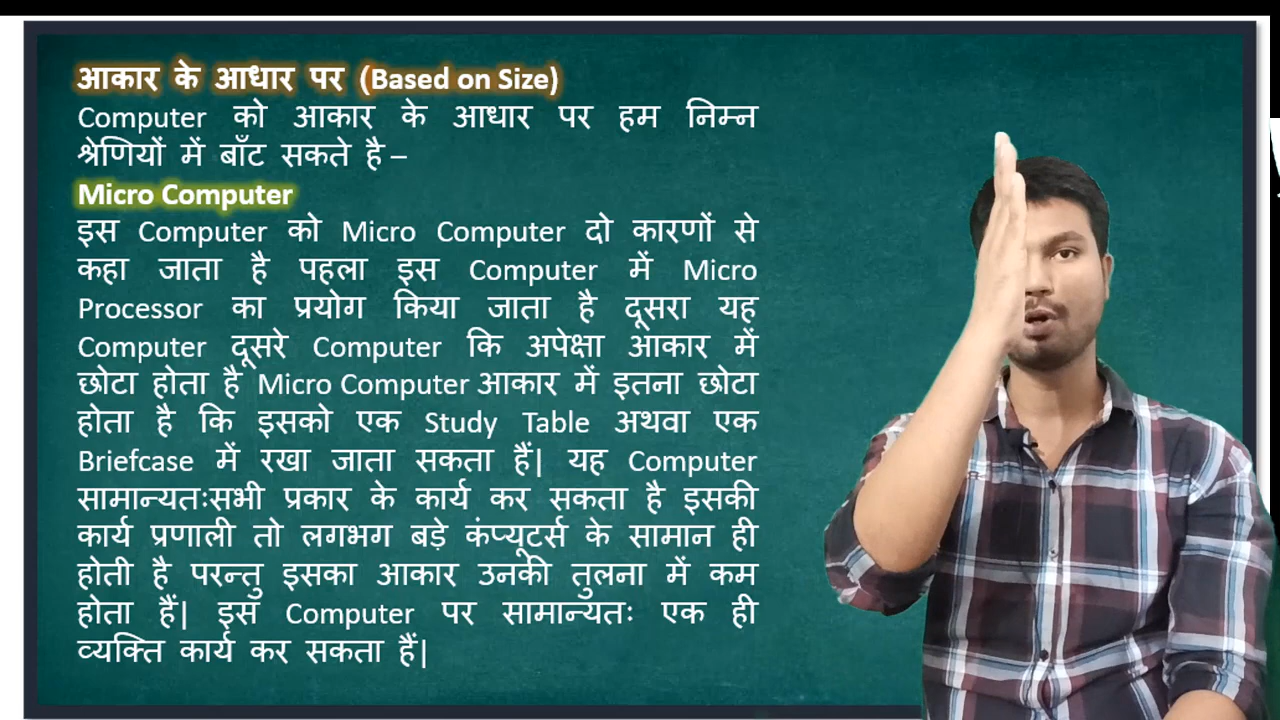 आकार के आधार पर (Based on Size)
Computer को आकार के आधार पर हम निम्न
श्रेणियों में बाँट सकते है –
Micro Computer
इस Computer को Micro Computer दो कारणों से
कहा जाता है पहला इस Computer में Micro
Processor का प्रयोग किया जाता है दूसरा यह
Computer दूसरे Computer कि अपेक्षा आकार में
छोटा होता है Micro Computer आकार में इतना छोटा
होता है कि इसको एक Study Table अथवा एक
Briefcase में रखा जाता सकता हैं| यह Computer
सामान्यतःसभी प्रकार के कार्य कर सकता है इसकी
कार्य प्रणाली तो लगभग बड़े कंप्यूटर्स के सामान ही
होती है परन्तु इसका आकार उनकी तुलना में कम
होता हैं| इस Computer पर सामान्यतः एक ही
व्यक्ति कार्य कर सकता हैं|